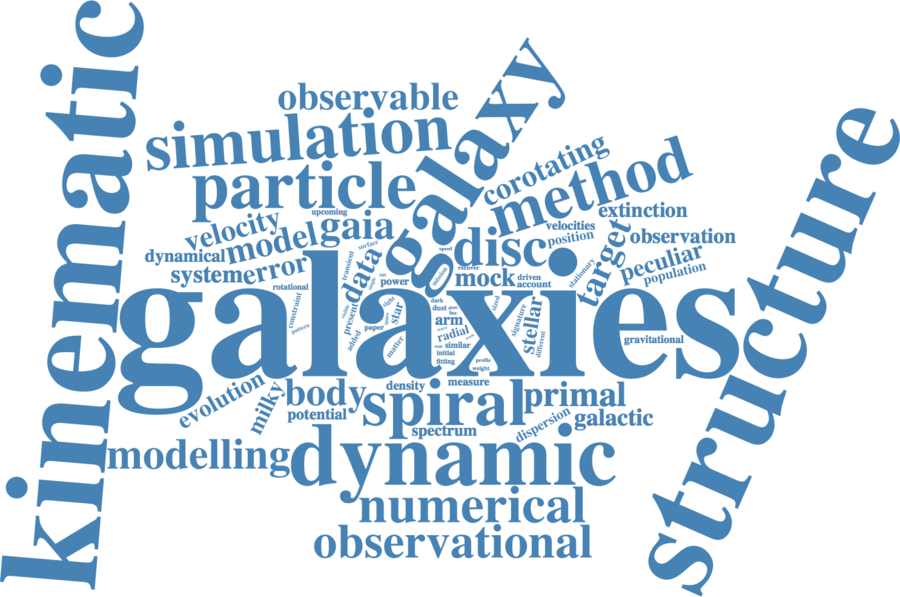 kinematic
observable
simulation
particle
galaxy
corotating
method
structure
upcoming
velocity
gaia
model
dynamical
system
error
rotational
transient
surface
data
disc
speed
velocities
position
extinction
observation
target
peculiar
population
stationary
mock
recover
driven
account
power
galaxies
constraint
pattern
present
added
paper
star
matter
sight
dark
dust
arm
radial
similar
initial
fitting
profile
weight
signature
stellar
different
gravitational
evolution
milky
body
potential
density
measure
spiral
primal
spectrum
dispersion
galactic
modelling
dynamic
numerical
observational